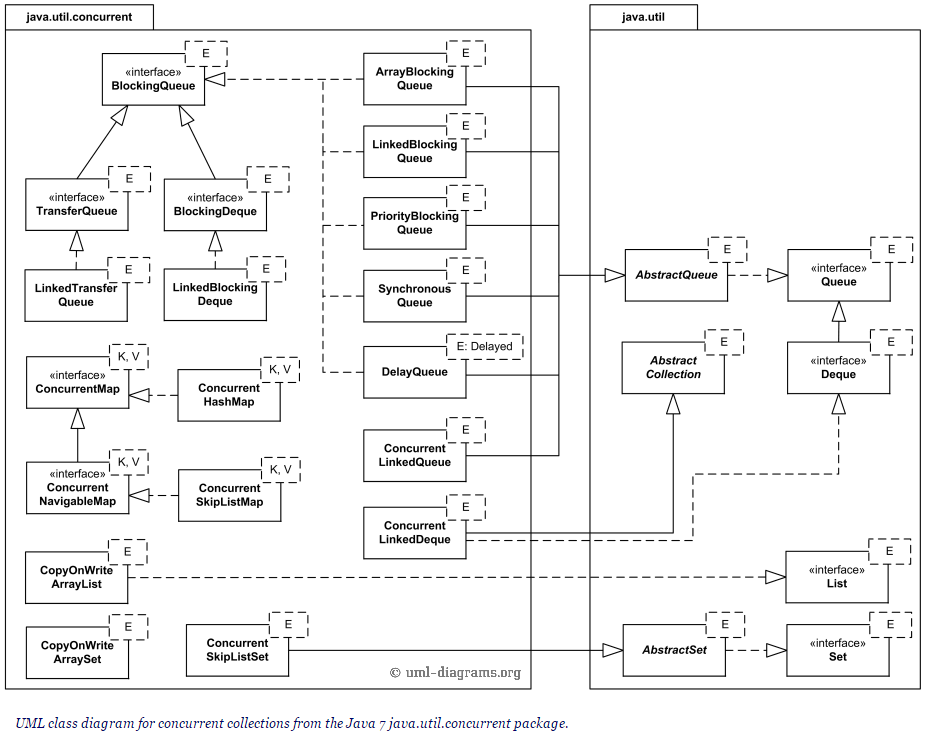 java.util.concurrent
java.util
E
«interface»
BlockingQueue
E
ArrayBlocking
Queue
E
LinkedBlocking
Queue
E
«interface»
TransferQueue
E
«interface»
BlockingDeque
E
PriorityBlocking
Queue
E
LinkedTransfer
Queue
E
LinkedBlocking
Deque
E
Synchronous
Queue
E
AbstractQueue
E
«interface»
Queue
E: Delayed
DelayQueue
E
Abstract
Collection
E
«interface»
Deque
K, V
«interface»
ConcurrentMap
K, V
Concurrent
HashMap
E
Concurrent
LinkedQueue
K, V
«interface»
Concurrent
NavigableMap
K, V
Concurrent
SkipListMap
E
Concurrent
LinkedDeque
E
CopyOnWrite
ArrayList
E
«interface»
List
E
CopyOnWrite
ArraySet
E
Concurrent
SkipListSet
E
AbstractSet
E
«interface»
Set
© uml-diagrams.org
UML class diagram for concurrent collections from the Java 7 java.util.concurrent package.